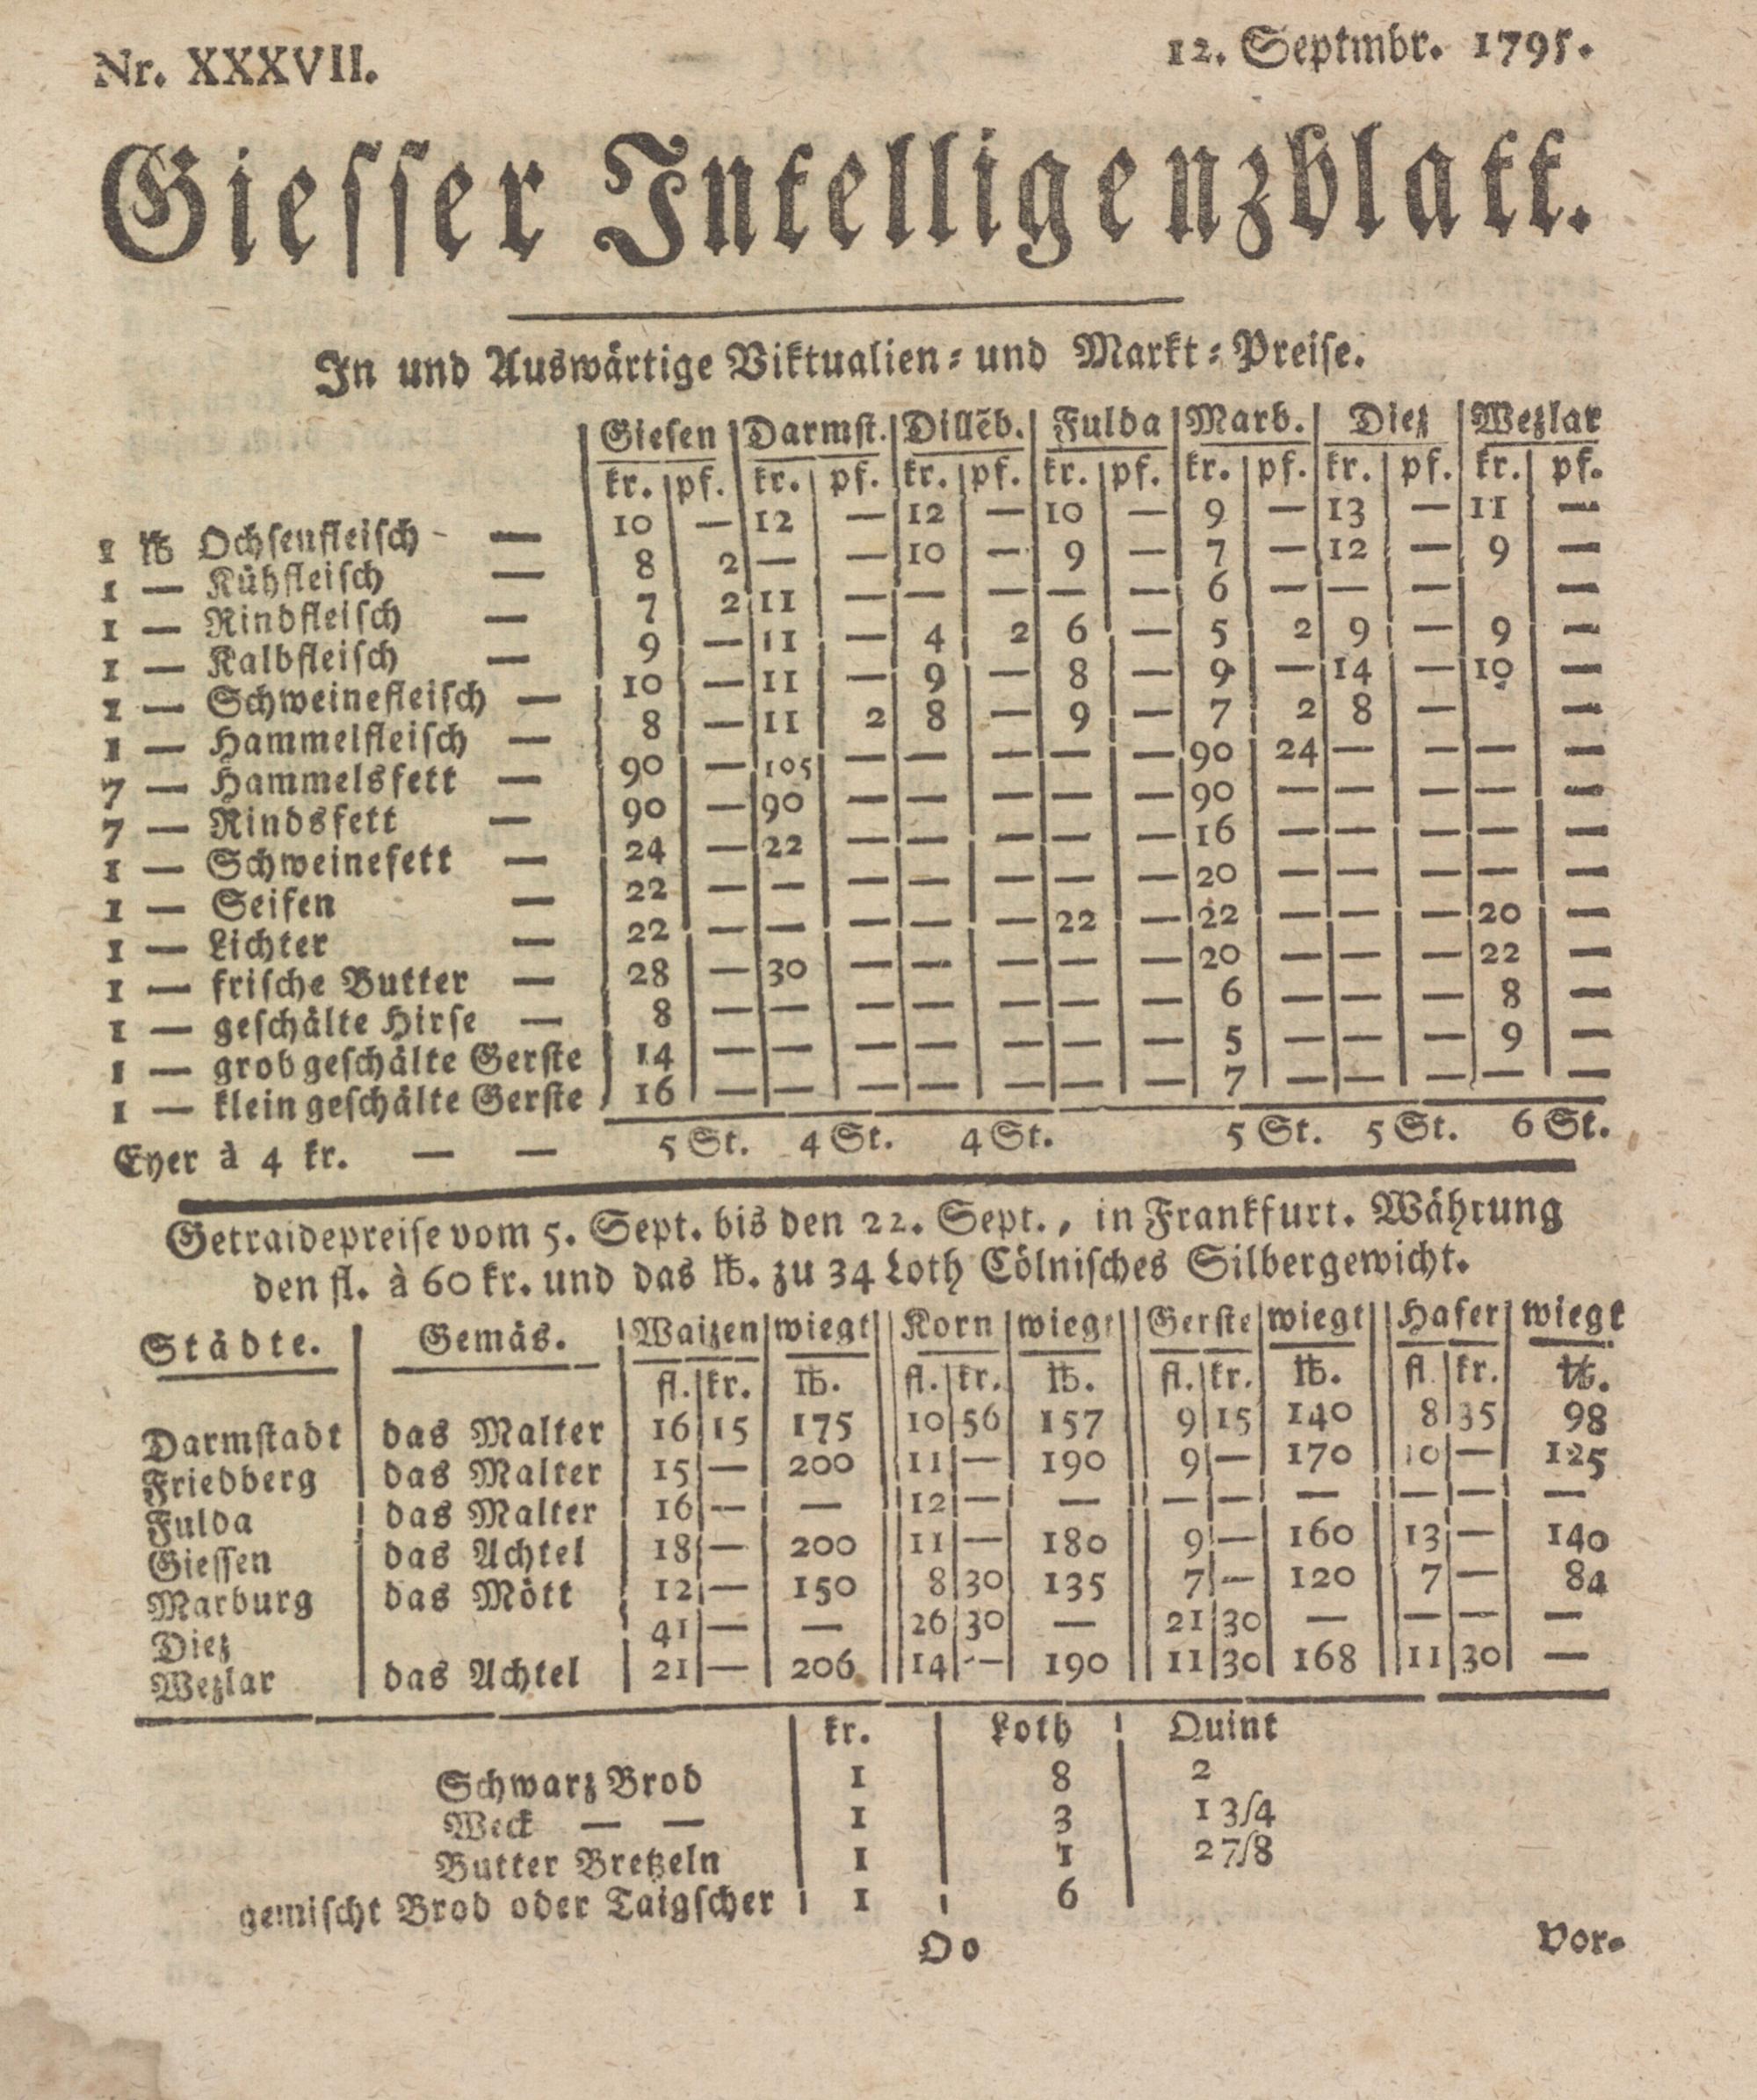 Nr. XXXVII. 12. Septmbr. 1795.
Giesser Intelligenzblatt.
In und Auswärtige Viktualien- und Markt-Preise.
Giesen Darmst. Dillēb. Fulda Marb. Diez Wezlar
kr. pf. kr. pf. kr. pf. kr. pf. kr. pf. kr. pf. kr. pf.
1 ℔ Ochsenfleisch — 10 — 12 — 12 — 10 — 9 — 13 — 11 —
1 — Kühfleisch — 8 2 — — 10 — 9 — 7 — 12 — 9 —
1 — Rindfleisch — 7 2 11 — — — — — 6 — — — —
1 — Kalbfleisch — 9 — 11 — 4 2 6 — 5 2 9 — 9 —
1 — Schweinefleisch — 10 — 11 — 9 — 8 — 9 — 14 — 10 —
1 — Hammelfleisch — 8 — 11 2 8 — 9 — 7 2 8 — —
7 — Hammelsfett — 90 — 105 — — — — — 90 24 — — — —
7 — Rindsfett — 90 — 90 — — — — — 90 — — — — —
1 — Schweinefett — 24 — 22 — — — — — 16 — — — — —
1 — Seifen — 22 — — — — — — — 20 — — — — —
1 — Lichter — 22 — — — — — 22 — 22 — — — 20 —
1 — frische Butter — 28 — 30 — — — — — 20 — — — 22 —
1 — geschälte Hirse — 8 — — — — — — — 6 — — — 8 —
1 — grob geschälte Gerste 14 — — — — — — — 5 — — — 9 —
1 — klein geschälte Gerste 16 — — — — — — — 7 — — — — —
Eyer à 4 kr. — — 5 St. 4 St. 4 St. 5 St. 5 St. 6 St.
Getraidepreise vom 5. Sept. bis den 22. Sept., in Frankfurt. Währung
den fl. à 60 kr. und das ℔. zu 34 Loth Cölnisches Silbergewicht.
Städte. Gemäs. Waizen wiegt Korn wiegt Gerste wiegt Hafer wiegt
fl. kr. ℔. fl. kr. ℔. fl. kr. ℔. fl kr. ℔.
Darmstadt das Malter 16 15 175 10 56 157 9 15 140 8 35 98
Friedberg das Malter 15 — 200 11 — 190 9 — 170 10 — 125
Fulda das Malter 16 — — 12 — — — — — — — —
Giessen das Achtel 18 — 200 11 — 180 9 — 160 13 — 140
Marburg das Mött 12 — 150 8 30 135 7 — 120 7 — 84
Diez 41 — — 26 30 — 21 30 — — — —
Wezlar das Achtel 21 — 206 14 — 190 11 30 168 11 30 —
kr. Loth Quint
Schwarz Brod 1 8 2
Weck — — 1 3 1 3/4
Butter Bretzeln 1 1 2 7/8
gemischt Brod oder Taigscher 1 6
Oo Vor-